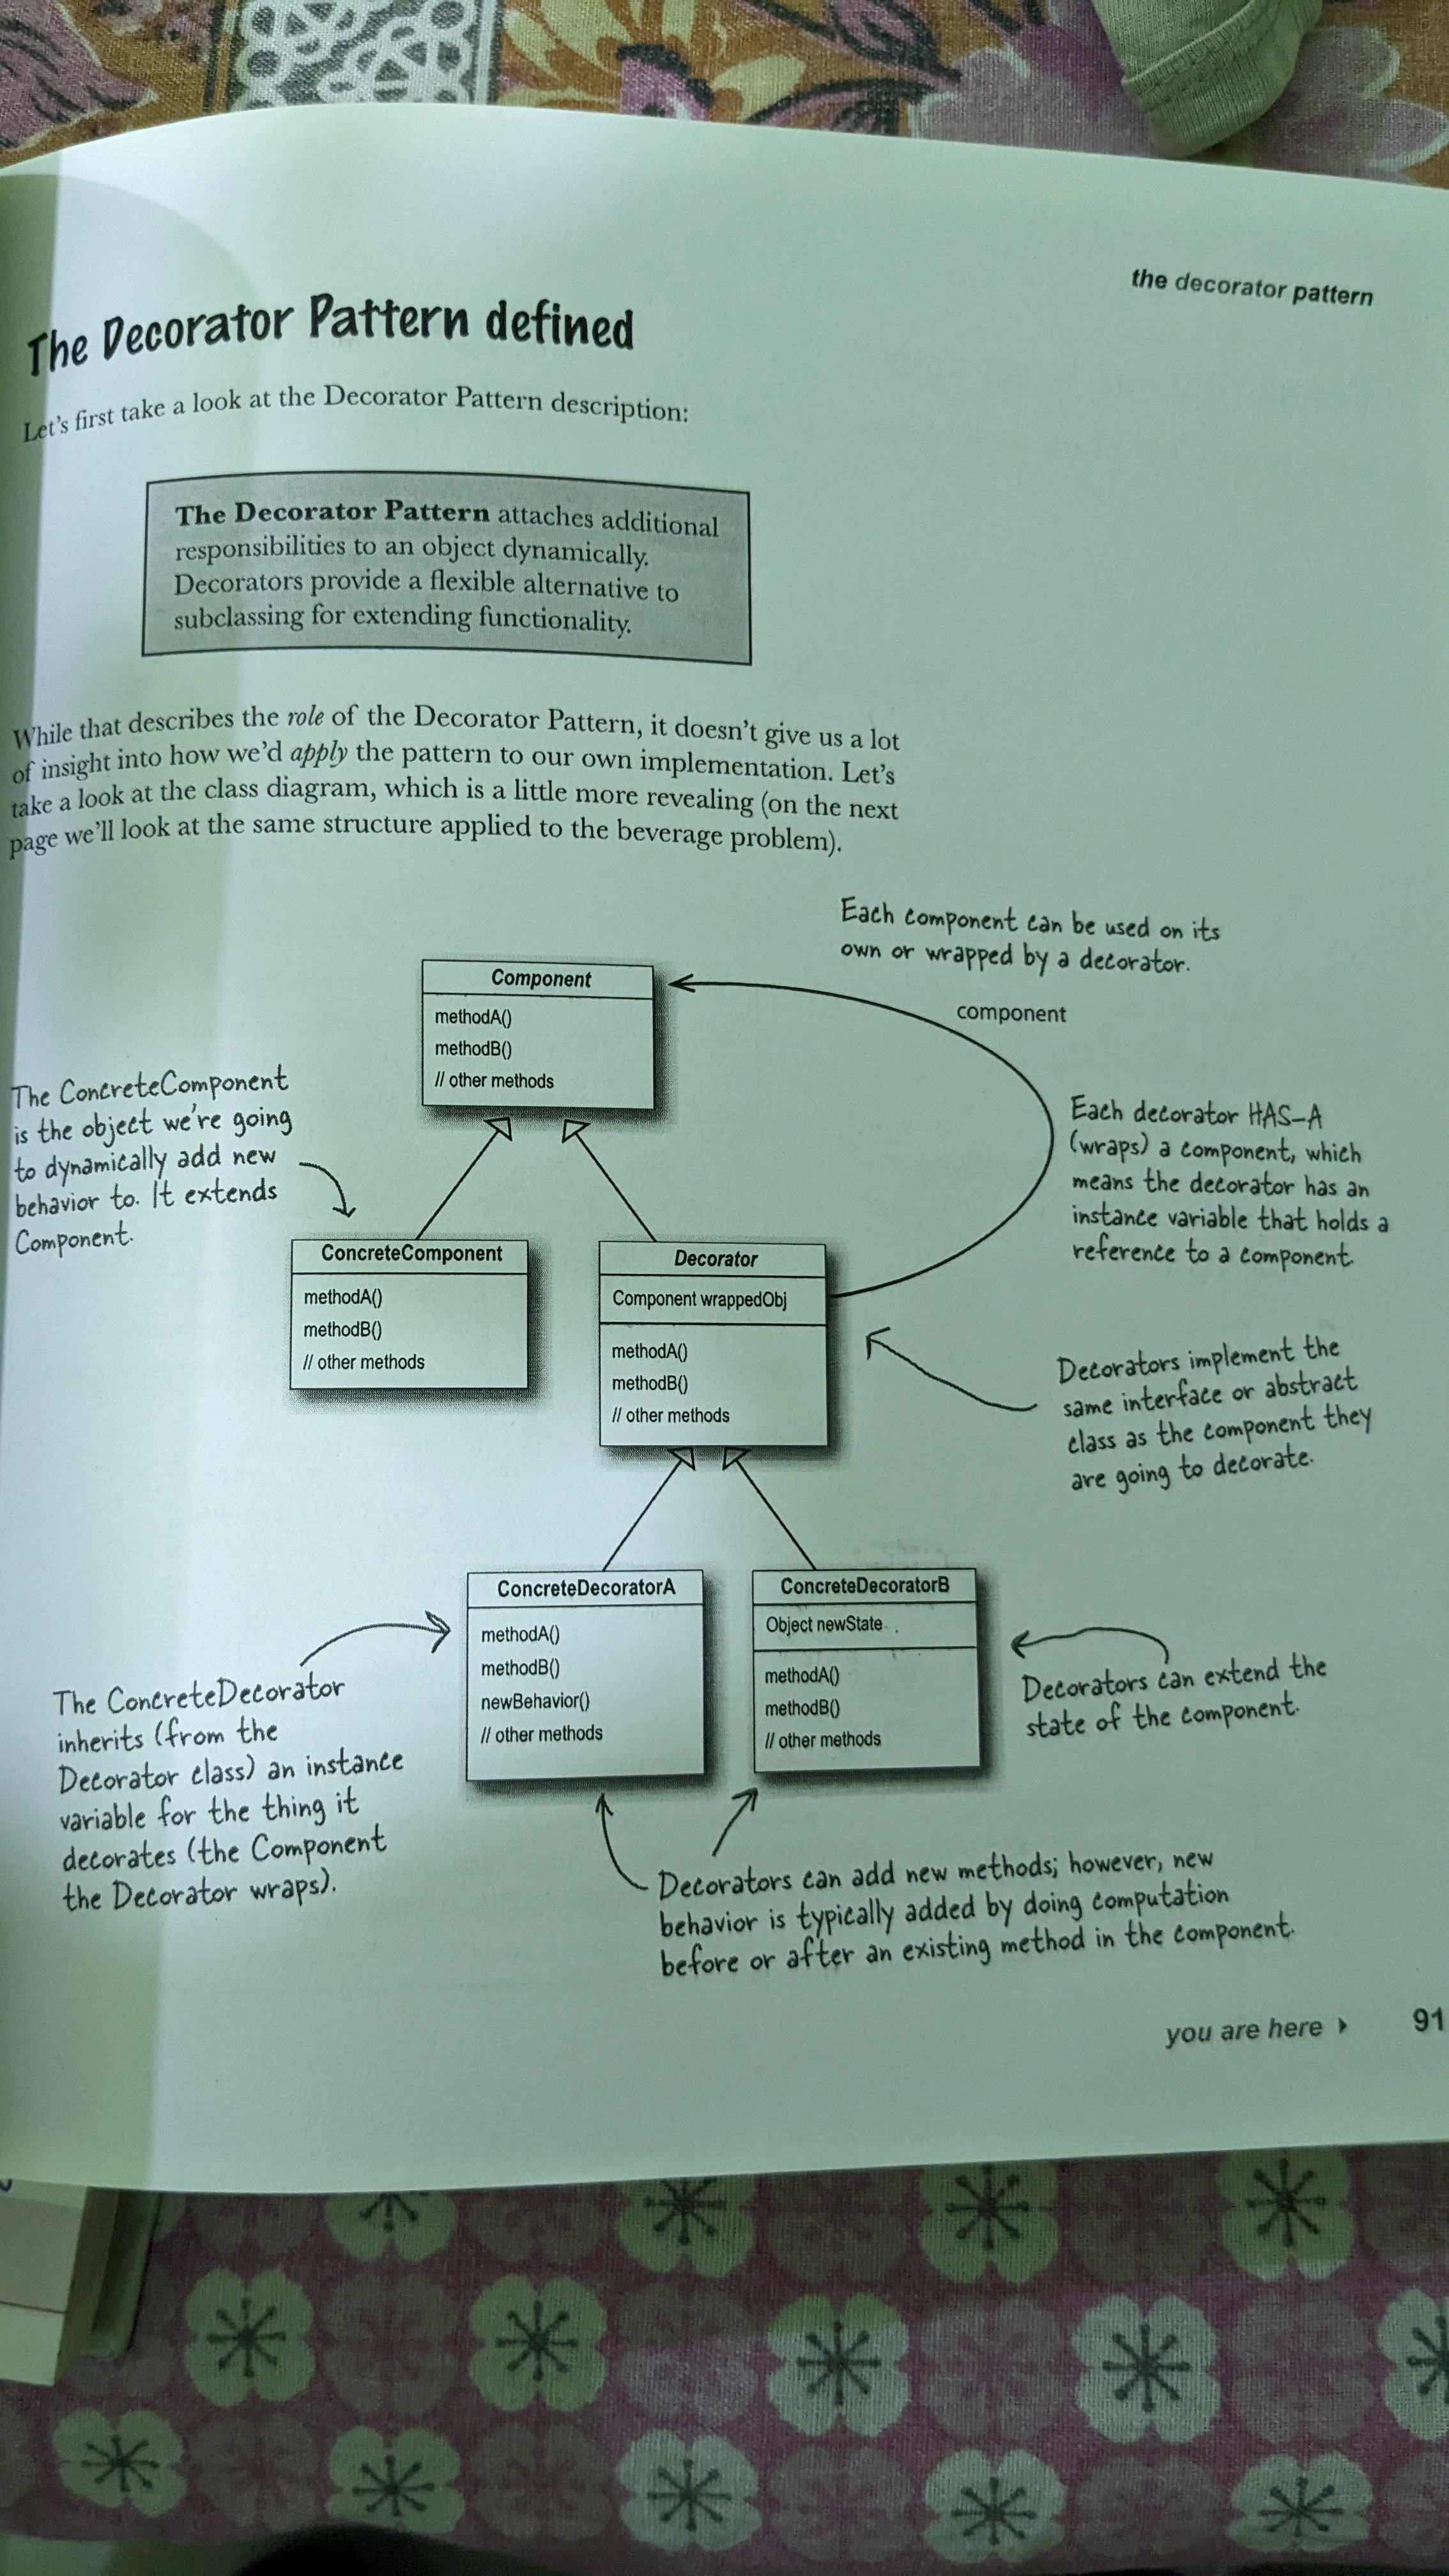 the decorator pattern
The Decorator Pattern defined
Let's first take a look at the Decorator Pattern description:
The Decorator Pattern attaches additional
responsibilities to an object dynamically.
Decorators provide a flexible alternative to
subclassing for extending functionality.
While that describes the role of the Decorator Pattern, it doesn't give us a lot
of insight into how we'd apply the pattern to our own implementation. Let's
take a look at the class diagram, which is a little more revealing (on the next
page we'll look at the same structure applied to the beverage problem).
Each component can be used on its
own or wrapped by a decorator.
component
Component
methodA()
methodB()
// other methods
The ConcreteComponent
is the object we're going
to dynamically add new
behavior to. It extends
Component.
Each decorator HAS-A
(wraps) a component, which
means the decorator has an
instance variable that holds a
reference to a component.
ConcreteComponent
methodA()
methodB()
// other methods
Decorator
Component wrappedObj
methodA()
methodB()
// other methods
Decorators implement the
same interface or abstract
class as the component they
are going to decorate.
ConcreteDecoratorA
methodA()
methodB()
newBehavior()
// other methods
ConcreteDecoratorB
Object newState
methodA()
methodB()
// other methods
The ConcreteDecorator
inherits (from the
Decorator class) an instance
variable for the thing it
decorates (the Component
the Decorator wraps).
Decorators can extend the
state of the component.
Decorators can add new methods; however, new
behavior is typically added by doing computation
before or after an existing method in the component.
you are here ▸ 91